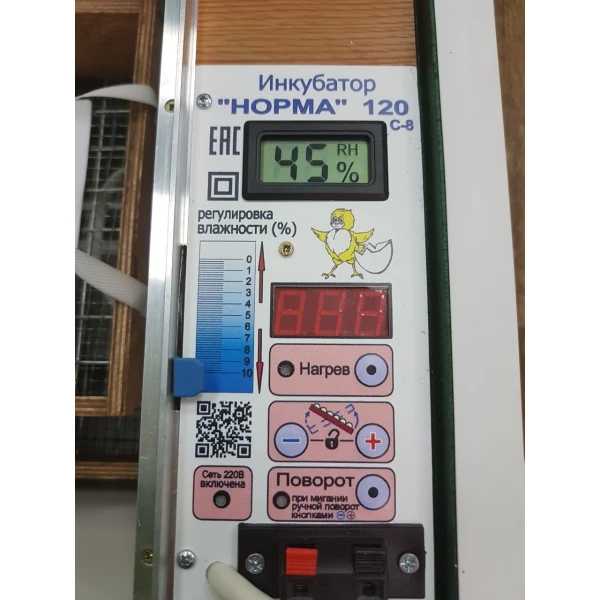 Инкубатор
"НОРМА" 120
С-8
ЕАС
45 RH
%
регулировка
влажности (%)
0
1
2
3
4
5
6
7
8
9
10
Нагрев
− +
Сеть 220В
включена
Поворот
при мигании
ручной поворот
кнопками ⊖⊕